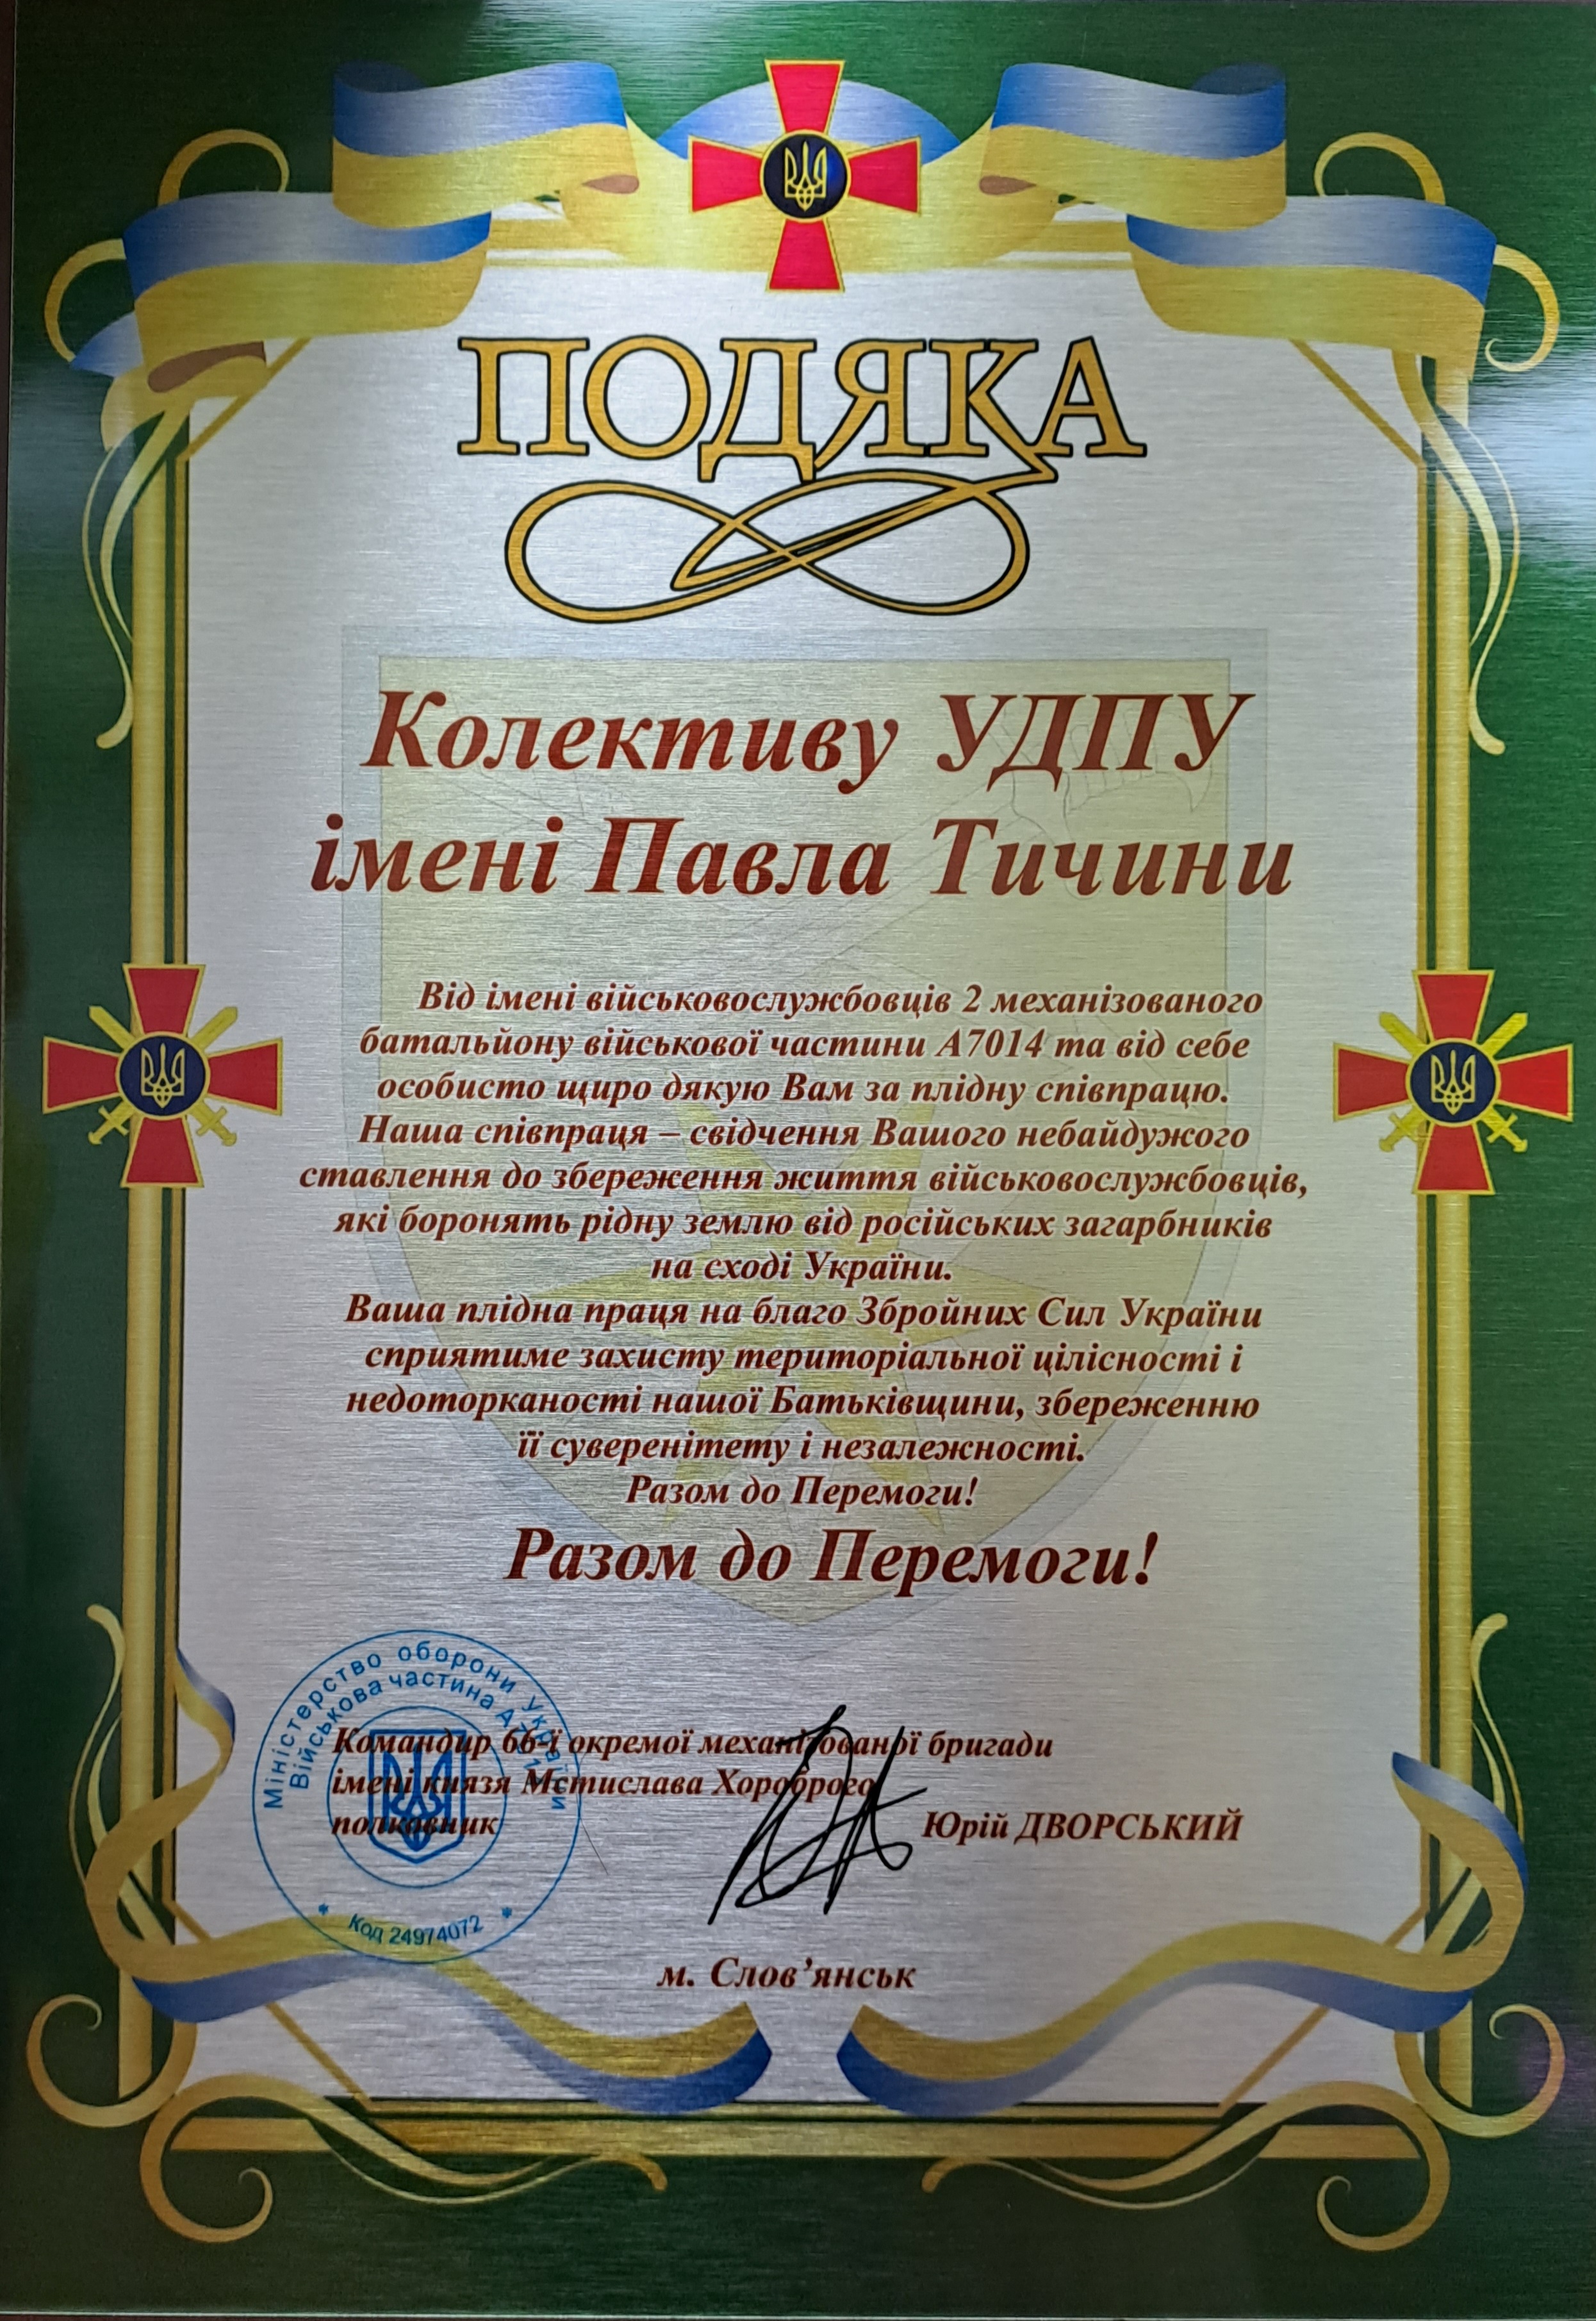 ПОДЯКА
Колективу УДПУ
імені Павла Тичини
Від імені військовослужбовців 2 механізованого
батальйону військової частини А7014 та від себе
особисто щиро дякую Вам за плідну співпрацю.
Наша співпраця – свідчення Вашого небайдужого
ставлення до збереження життя військовослужбовців,
які боронять рідну землю від російських загарбників
на сході України.
Ваша плідна праця на благо Збройних Сил України
сприятиме захисту територіальної цілісності і
недоторканості нашої Батьківщини, збереженню
її суверенітету і незалежності.
Разом до Перемоги!
Разом до Перемоги!
Міністерство оборони України
Військова частина
Командир 66-ї окремої механізованої бригади
імені князя Мстислава Хороброго
полковник
Юрій ДВОРСЬКИЙ
* Код 24974072 *
м. Слов’янськ